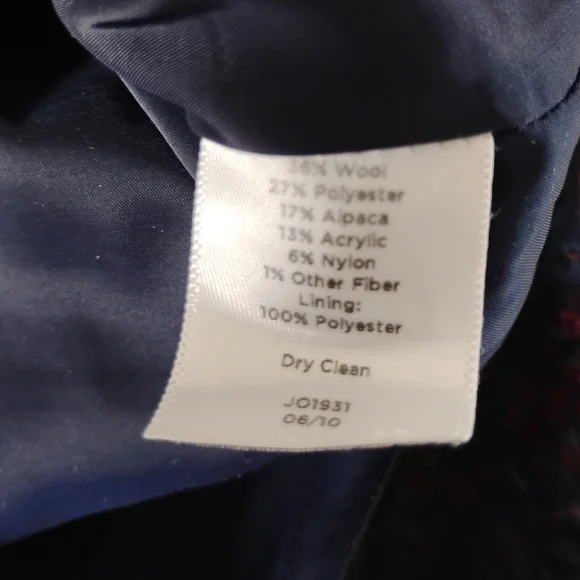 36% Wool
27% Polyester
17% Alpaca
13% Acrylic
6% Nylon
1% Other Fiber
Lining:
100% Polyester
Dry Clean
JO1931
06/10